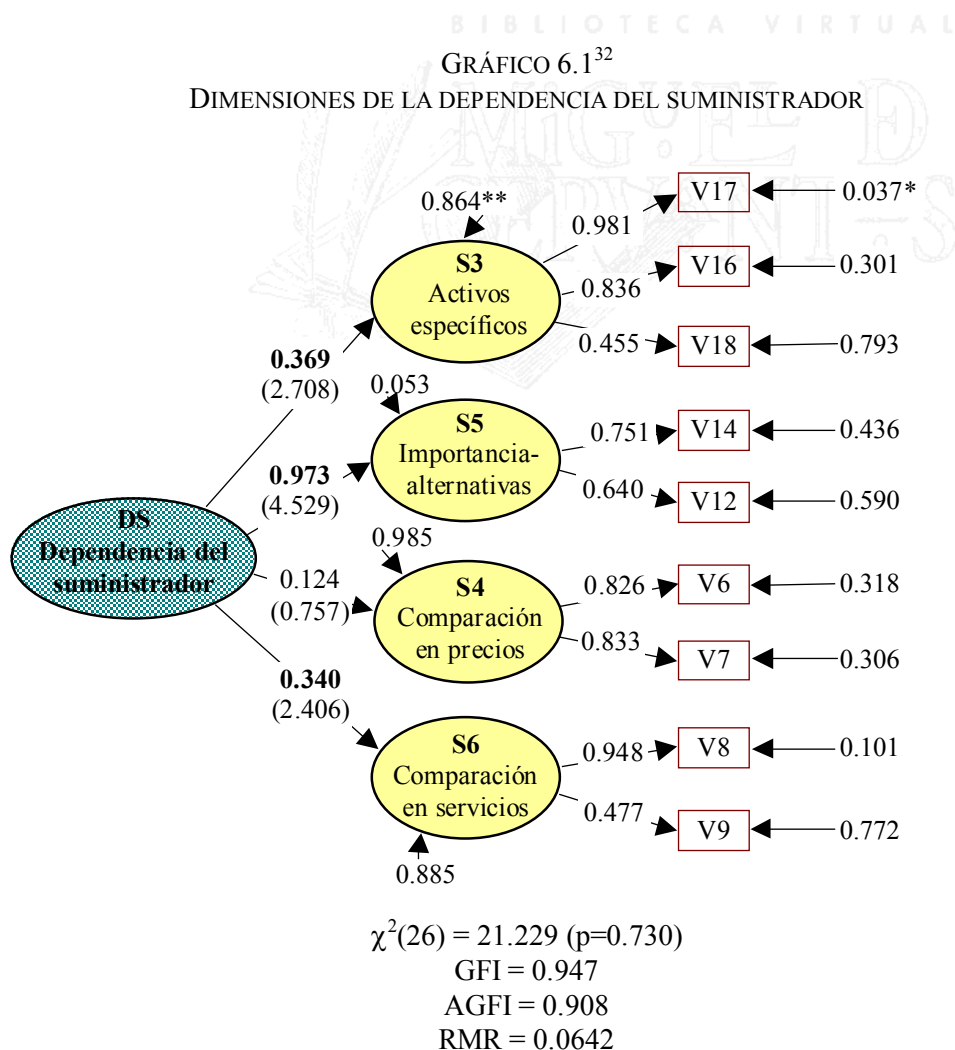 BIBLIOTECA VIRTUAL
MIGUEL DE
CERVANTES
GRÁFICO 6.1³²
DIMENSIONES DE LA DEPENDENCIA DEL SUMINISTRADOR
0.864**
S3
Activos
específicos
0.981
V17
0.037*
0.836
V16
0.301
0.455
V18
0.793
0.369
(2.708)
0.053
S5
Importancia-
alternativas
0.751
V14
0.436
0.640
V12
0.590
0.973
(4.529)
DS
Dependencia del
suministrador
0.985
0.124
(0.757)
S4
Comparación
en precios
0.826
V6
0.318
0.833
V7
0.306
0.340
(2.406)
S6
Comparación
en servicios
0.948
V8
0.101
0.477
V9
0.772
0.885
χ²(26) = 21.229 (p=0.730)
GFI = 0.947
AGFI = 0.908
RMR = 0.0642